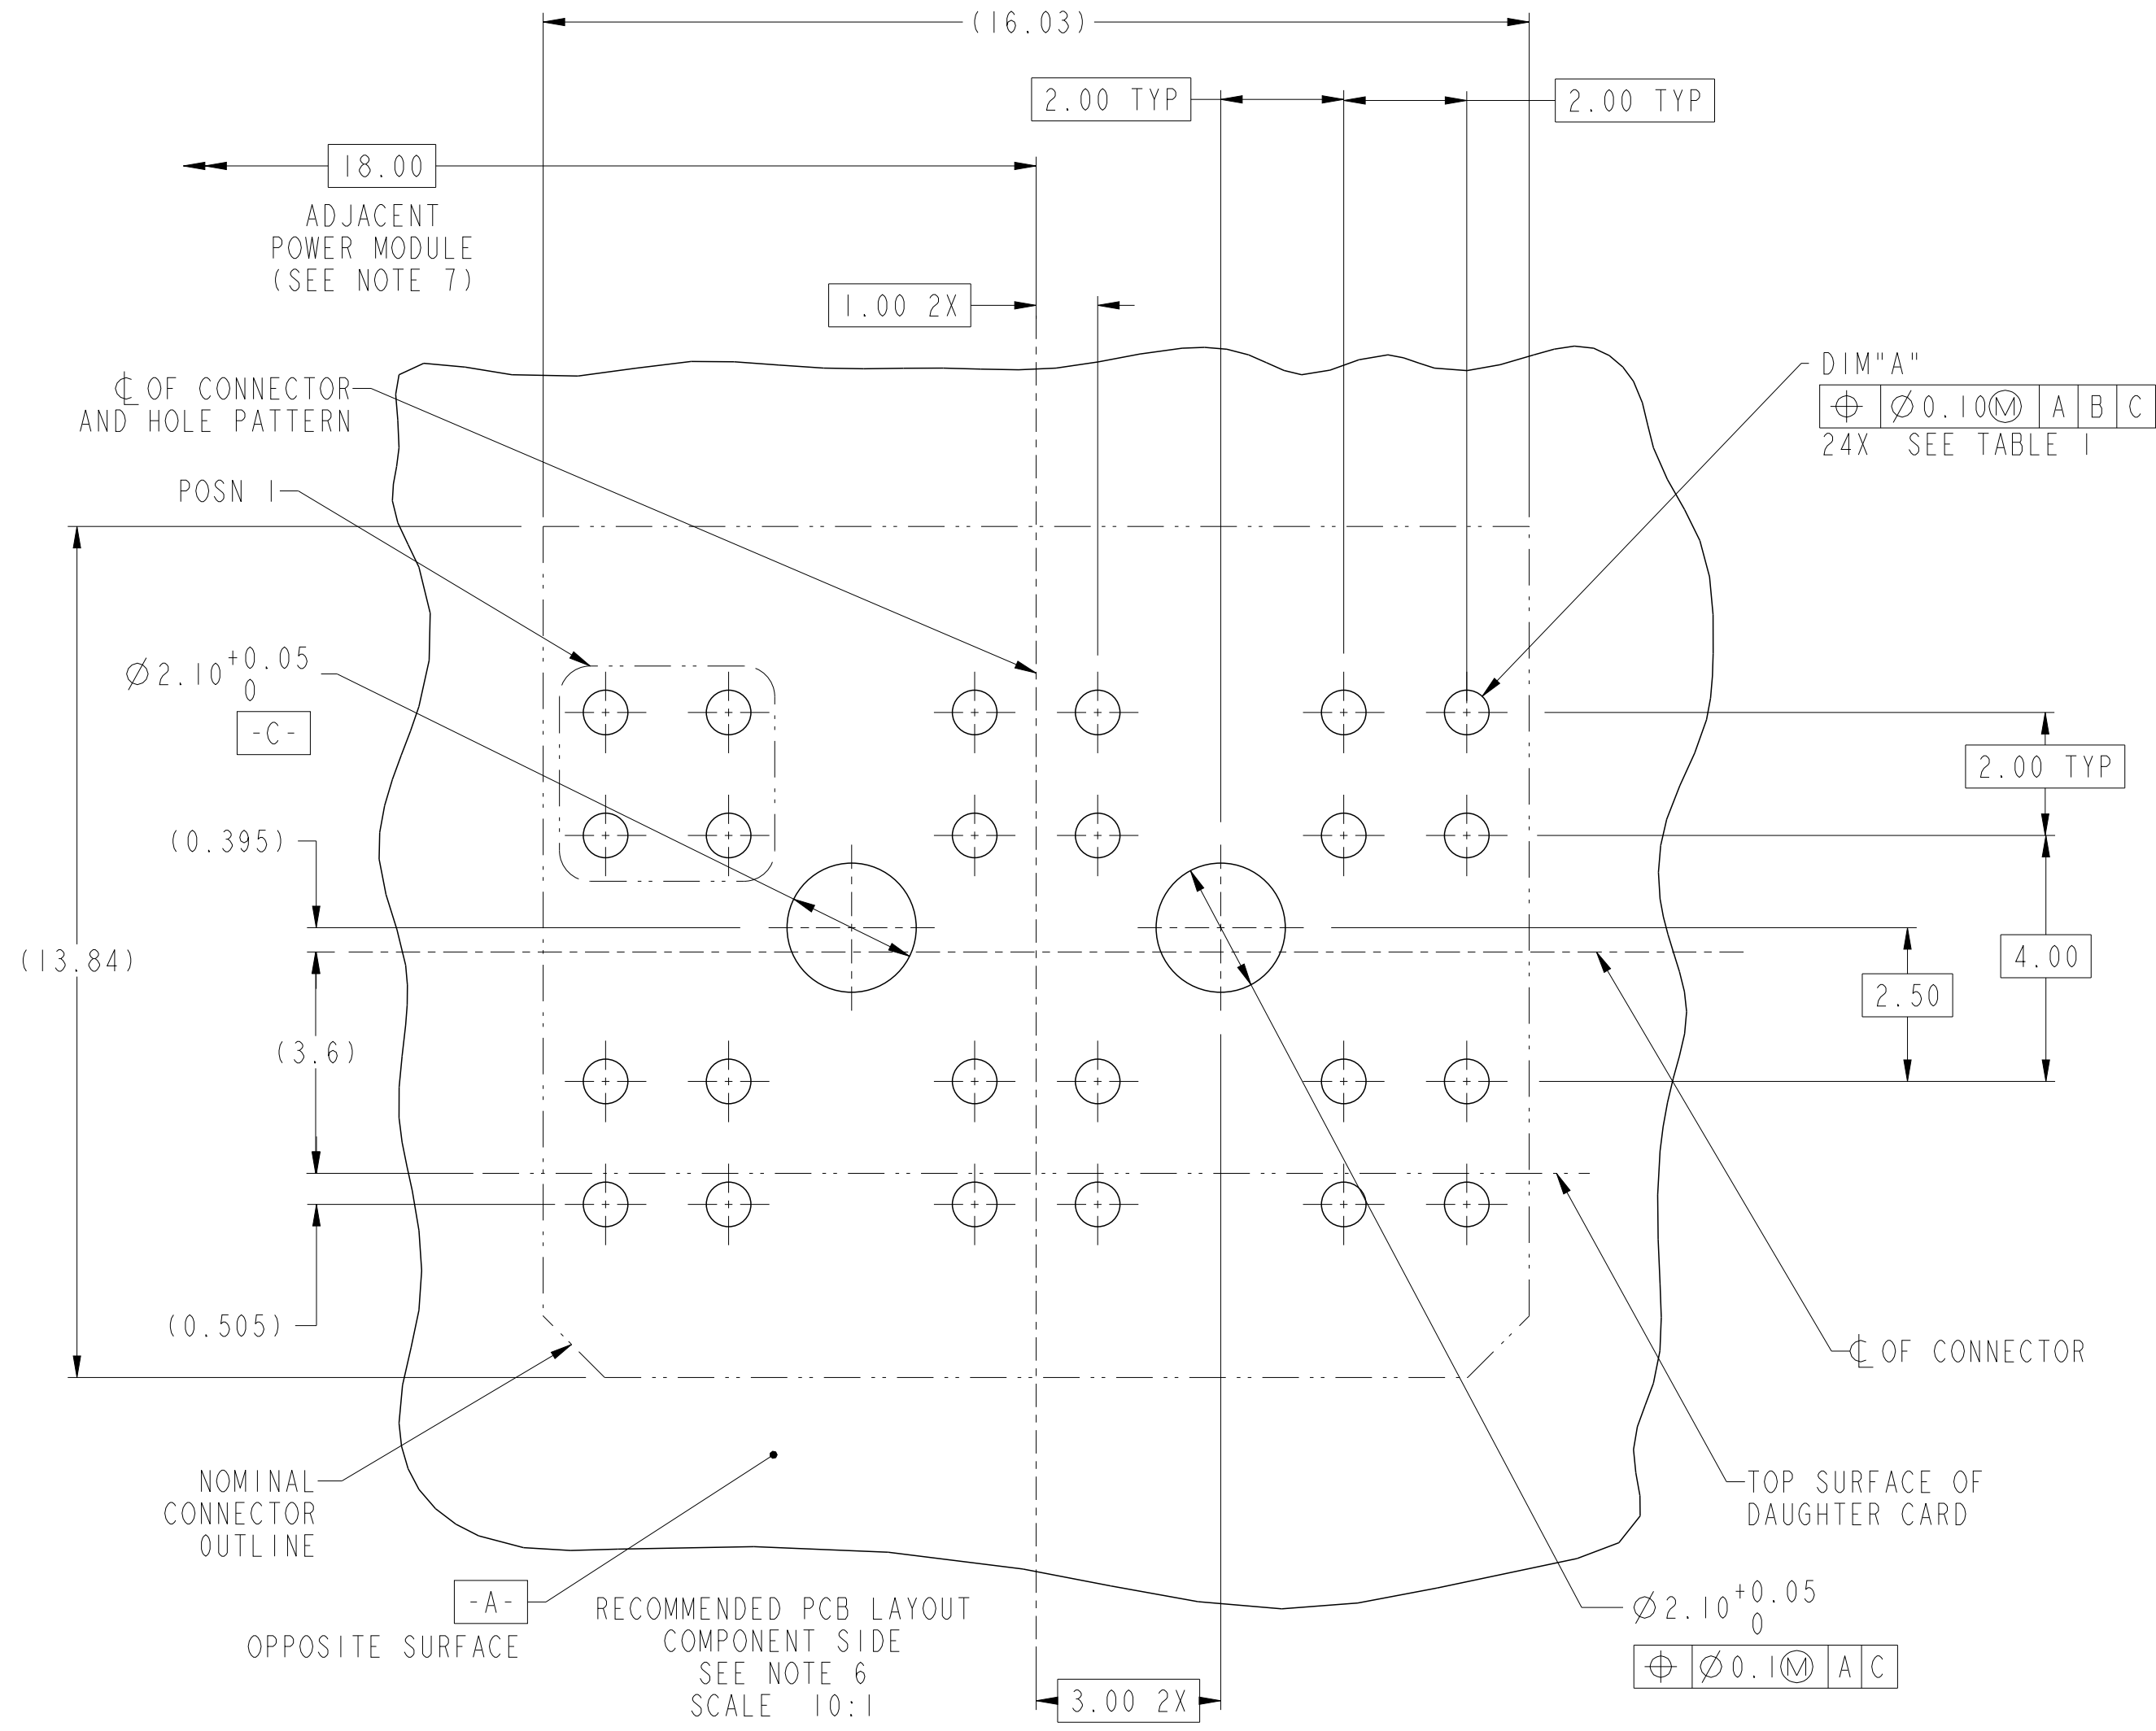 (16.03)
2.00 TYP
2.00 TYP
18.00
ADJACENT
POWER MODULE
(SEE NOTE 7)
1.00 2X
℄ OF CONNECTOR
AND HOLE PATTERN
DIM"A"
⌖ Ø0.10Ⓜ A B C
24X SEE TABLE 1
POSN 1
Ø2.10 +0.05
0
-C-
2.00 TYP
(0.395)
(13.84)
4.00
2.50
(3.6)
(0.505)
℄ OF CONNECTOR
NOMINAL
CONNECTOR
OUTLINE
TOP SURFACE OF
DAUGHTER CARD
-A-
OPPOSITE SURFACE
RECOMMENDED PCB LAYOUT
COMPONENT SIDE
SEE NOTE 6
SCALE 10:1
Ø2.10 +0.05
0
⌖ Ø0.1Ⓜ A C
3.00 2X